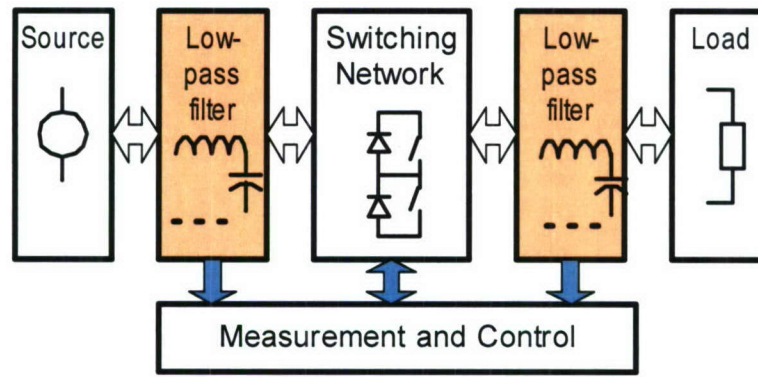 Source
Low-
pass
filter
Switching
Network
Low-
pass
filter
Load
Measurement and Control